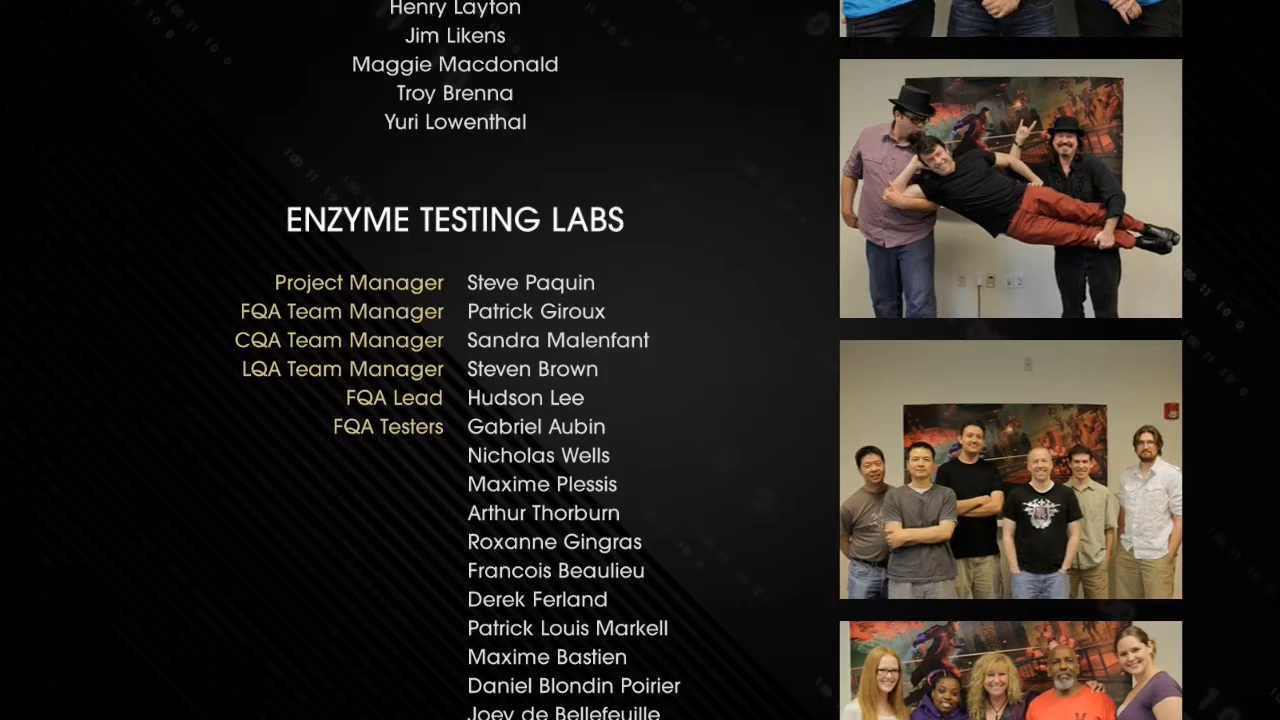 Henry Layton
Jim Likens
Maggie Macdonald
Troy Brenna
Yuri Lowenthal
ENZYME TESTING LABS
Project Manager Steve Paquin
FQA Team Manager Patrick Giroux
CQA Team Manager Sandra Malenfant
LQA Team Manager Steven Brown
FQA Lead Hudson Lee
FQA Testers Gabriel Aubin
Nicholas Wells
Maxime Plessis
Arthur Thorburn
Roxanne Gingras
Francois Beaulieu
Derek Ferland
Patrick Louis Markell
Maxime Bastien
Daniel Blondin Poirier
Joey de Bellefeuille